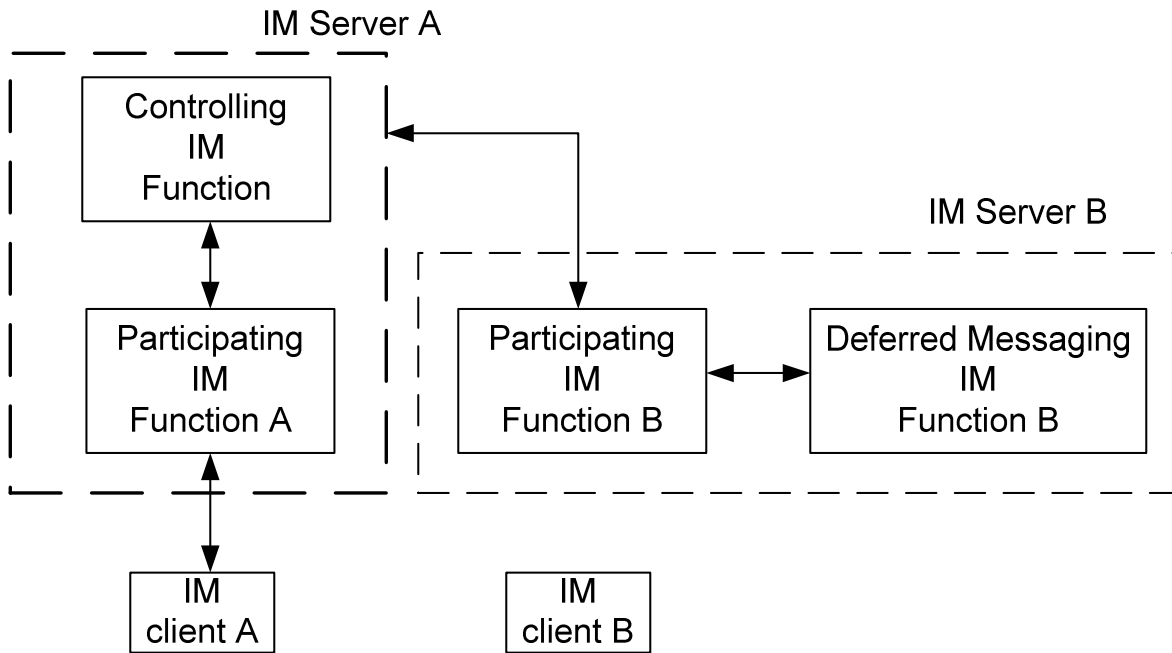 IM Server A
Controlling
IM
Function
IM Server B
Participating
IM
Function A
Participating
IM
Function B
Deferred Messaging
IM
Function B
IM
client A
IM
client B